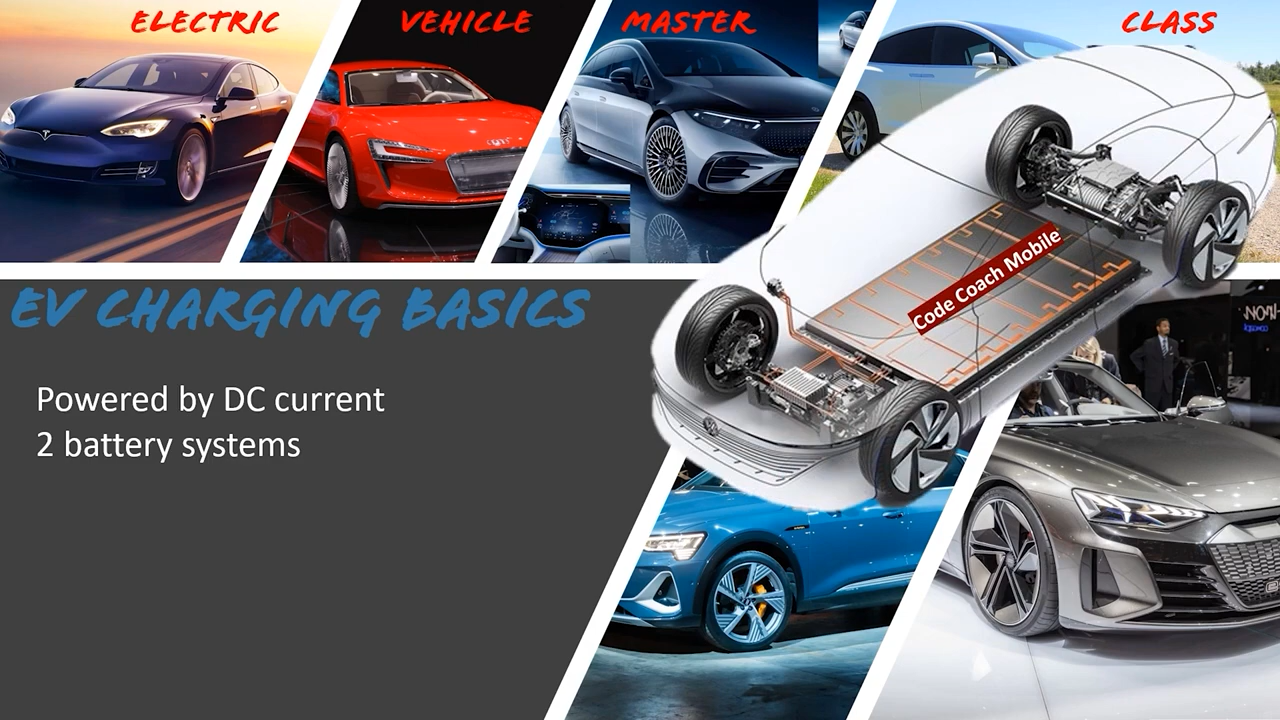 ELECTRIC VEHICLE MASTER CLASS
Code Coach Mobile
EV CHARGING BASICS
Powered by DC current
2 battery systems